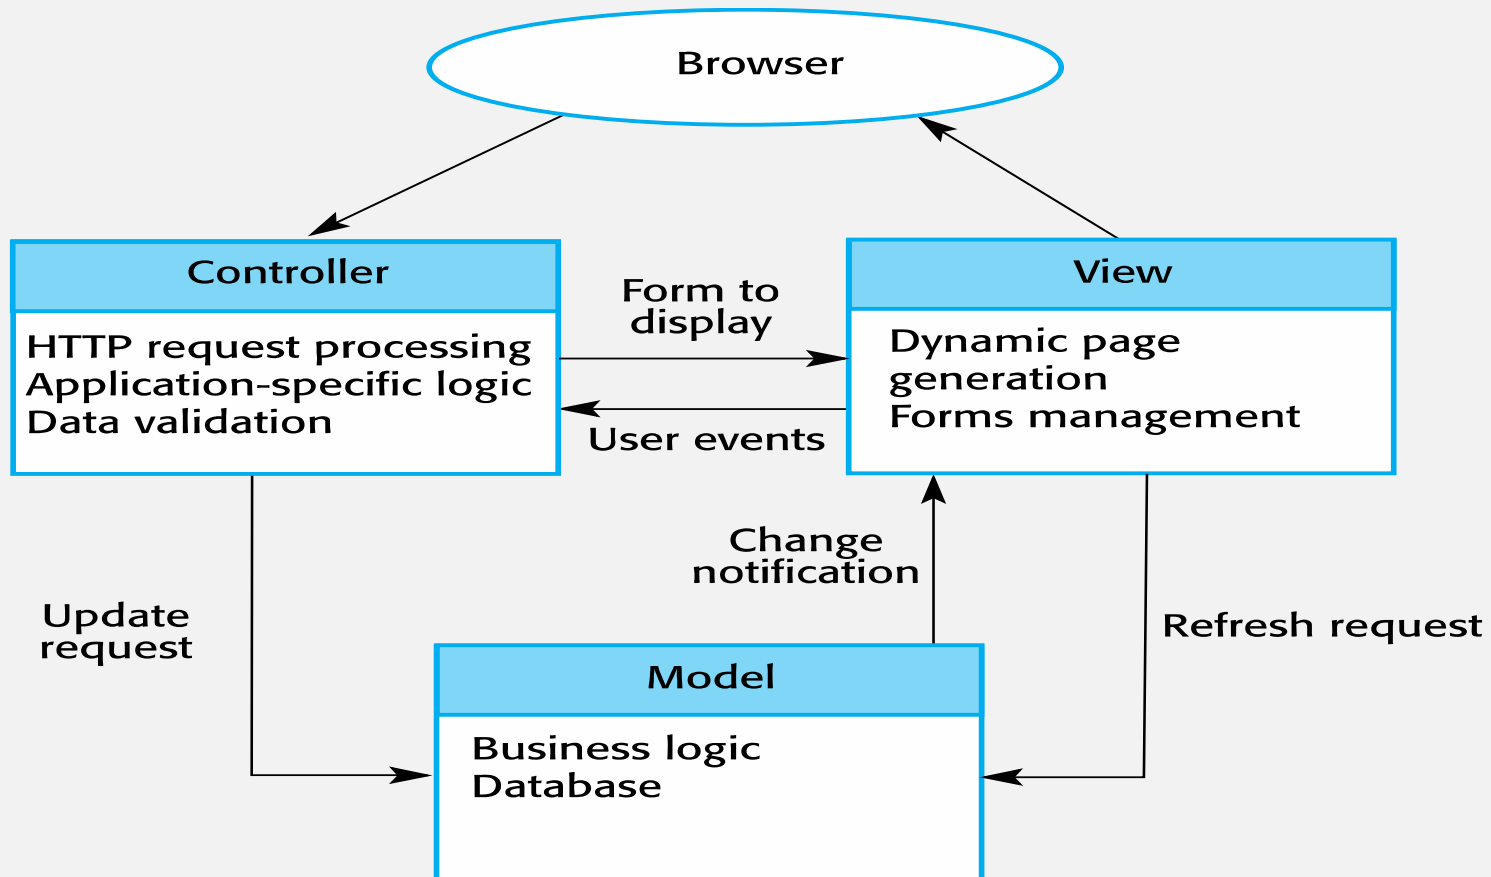 Browser
Controller
HTTP request processing
Application-specific logic
Data validation
Form to
display
User events
View
Dynamic page
generation
Forms management
Change
notification
Update
request
Refresh request
Model
Business logic
Database